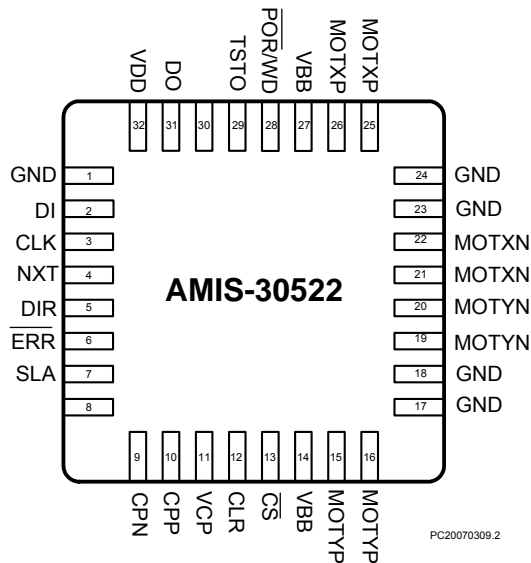 VDD DO TSTO POR/WD VBB MOTXP MOTXP
32 31 30 29 28 27 26 25
GND 1
DI 2
CLK 3
NXT 4
DIR 5
ERR 6
SLA 7
8
AMIS-30522
24 GND
23 GND
22 MOTXN
21 MOTXN
20 MOTYN
19 MOTYN
18 GND
17 GND
9 10 11 12 13 14 15 16
CPN CPP VCP CLR CS VBB MOTYP MOTYP
PC20070309.2